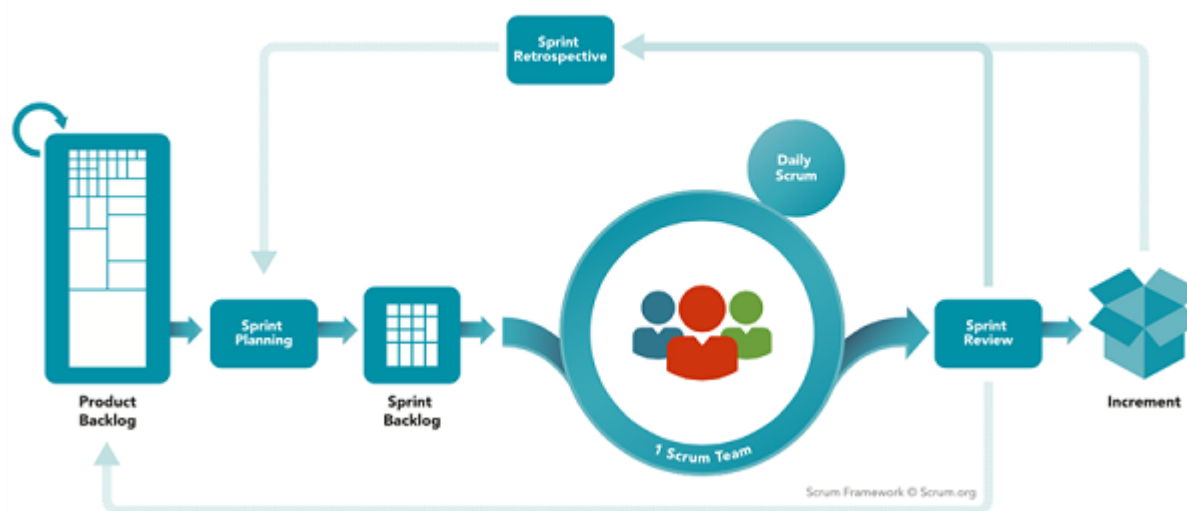 Sprint
Retrospective
Daily
Scrum
Sprint
Planning
Sprint
Review
Product
Backlog
Sprint
Backlog
Increment
1 Scrum Team
Scrum Framework © Scrum.org